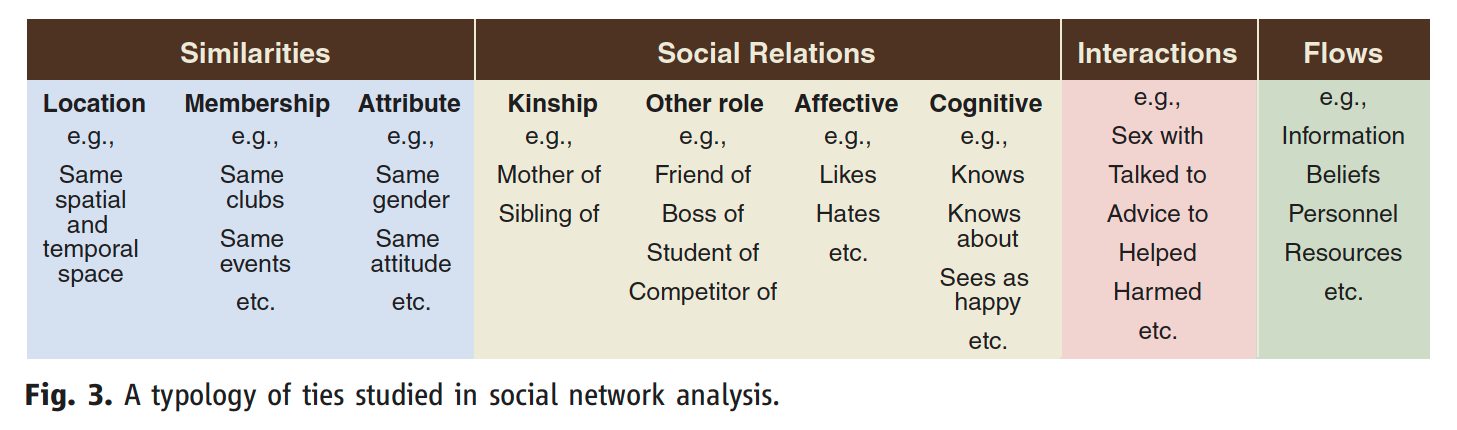 Similarities
Social Relations
Interactions
Flows
Location
e.g.,
Same
spatial
and
temporal
space
Membership
e.g.,
Same
clubs
Same
events
etc.
Attribute
e.g.,
Same
gender
Same
attitude
etc.
Kinship
e.g.,
Mother of
Sibling of
Other role
e.g.,
Friend of
Boss of
Student of
Competitor of
Affective
e.g.,
Likes
Hates
etc.
Cognitive
e.g.,
Knows
Knows
about
Sees as
happy
etc.
e.g.,
Sex with
Talked to
Advice to
Helped
Harmed
etc.
e.g.,
Information
Beliefs
Personnel
Resources
etc.
Fig. 3. A typology of ties studied in social network analysis.